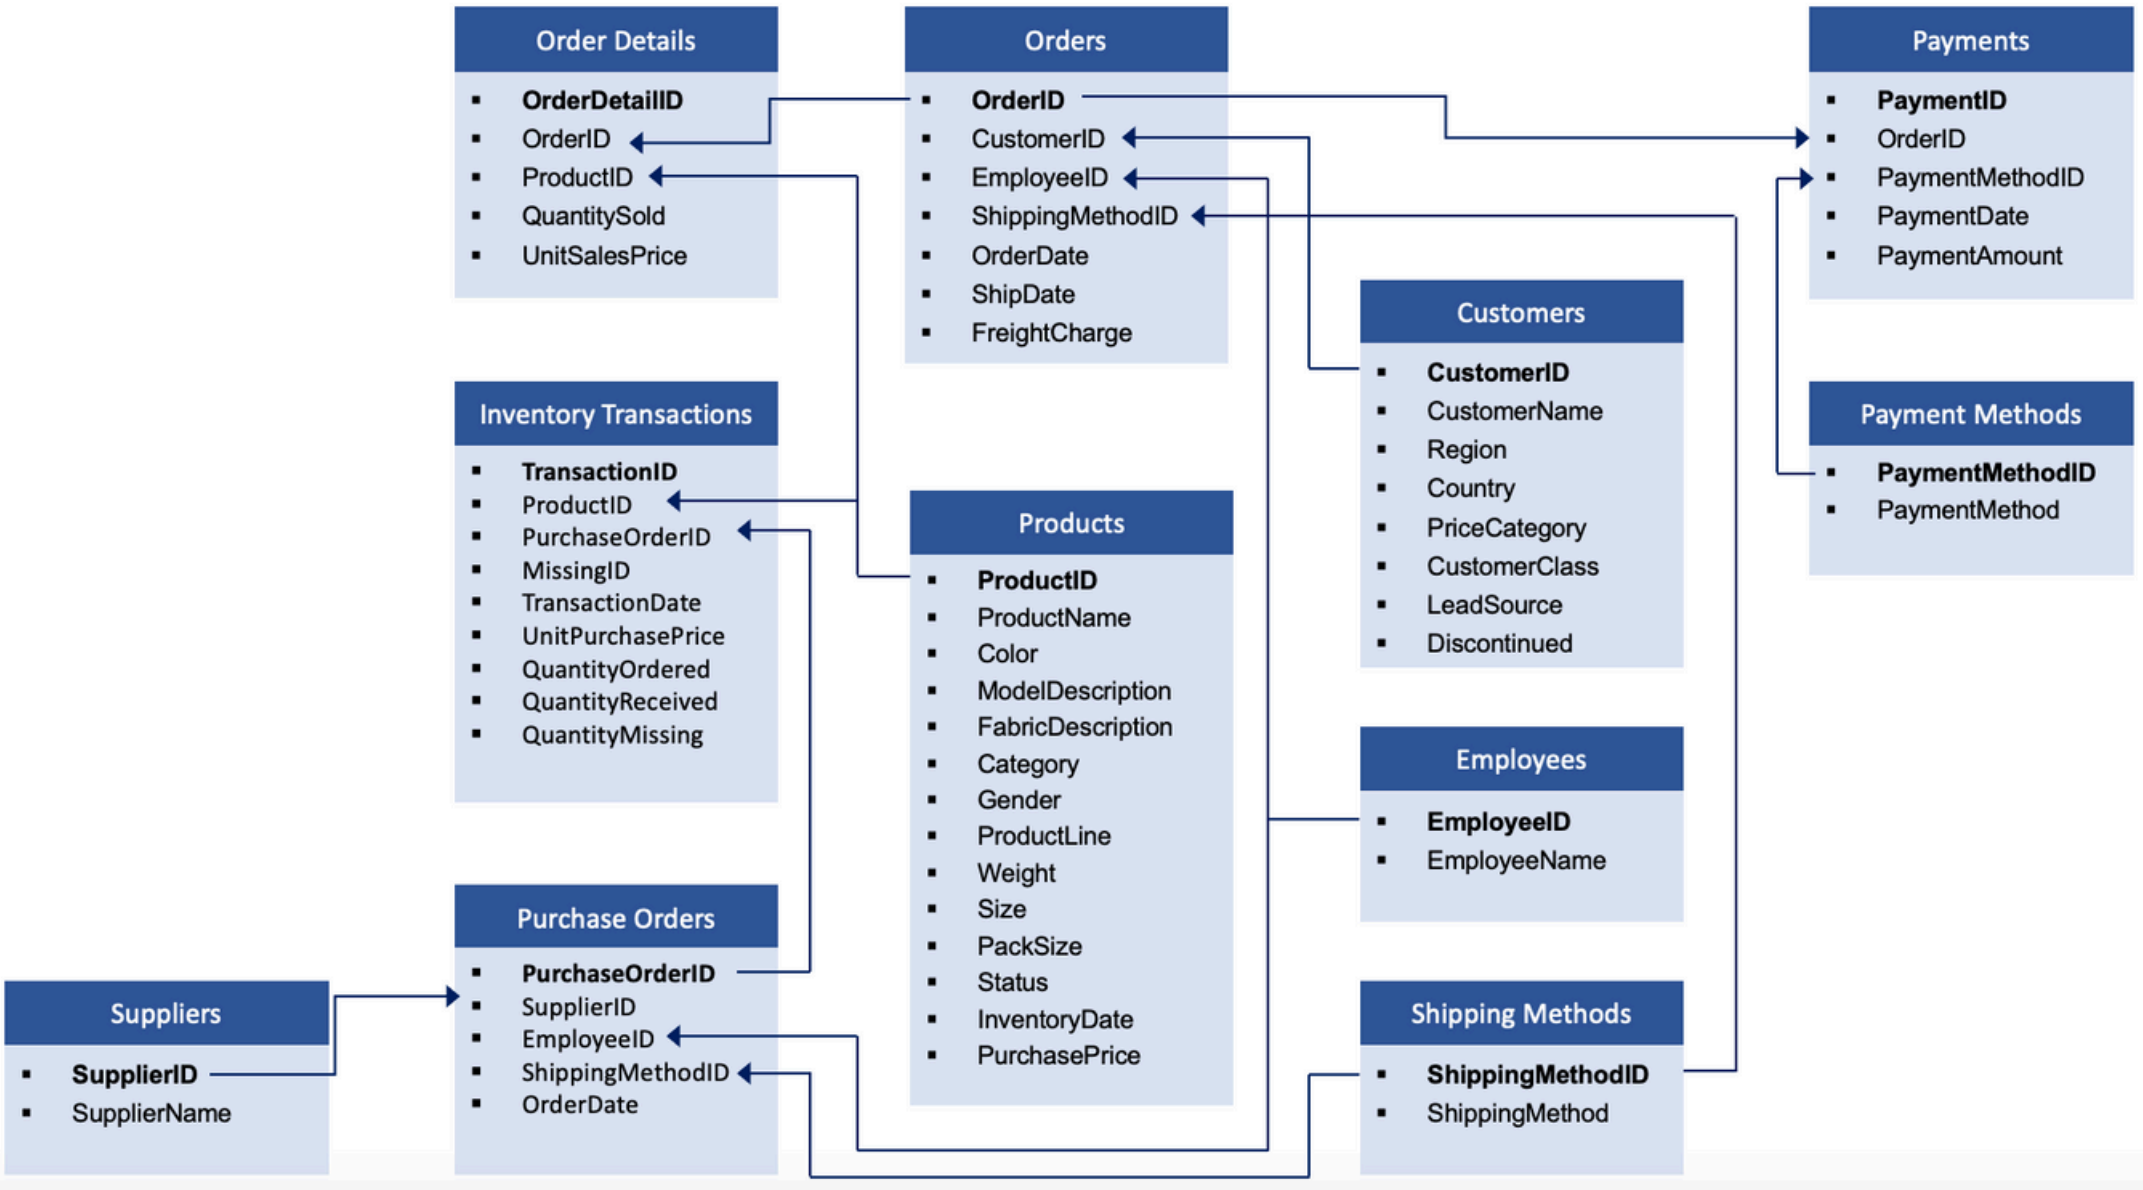 Order Details
OrderDetailID
OrderID
ProductID
QuantitySold
UnitSalesPrice
Orders
OrderID
CustomerID
EmployeeID
ShippingMethodID
OrderDate
ShipDate
FreightCharge
Payments
PaymentID
OrderID
PaymentMethodID
PaymentDate
PaymentAmount
Customers
CustomerID
CustomerName
Region
Country
PriceCategory
CustomerClass
LeadSource
Discontinued
Inventory Transactions
TransactionID
ProductID
PurchaseOrderID
MissingID
TransactionDate
UnitPurchasePrice
QuantityOrdered
QuantityReceived
QuantityMissing
Payment Methods
PaymentMethodID
PaymentMethod
Products
ProductID
ProductName
Color
ModelDescription
FabricDescription
Category
Gender
ProductLine
Weight
Size
PackSize
Status
InventoryDate
PurchasePrice
Employees
EmployeeID
EmployeeName
Purchase Orders
PurchaseOrderID
SupplierID
EmployeeID
ShippingMethodID
OrderDate
Suppliers
SupplierID
SupplierName
Shipping Methods
ShippingMethodID
ShippingMethod